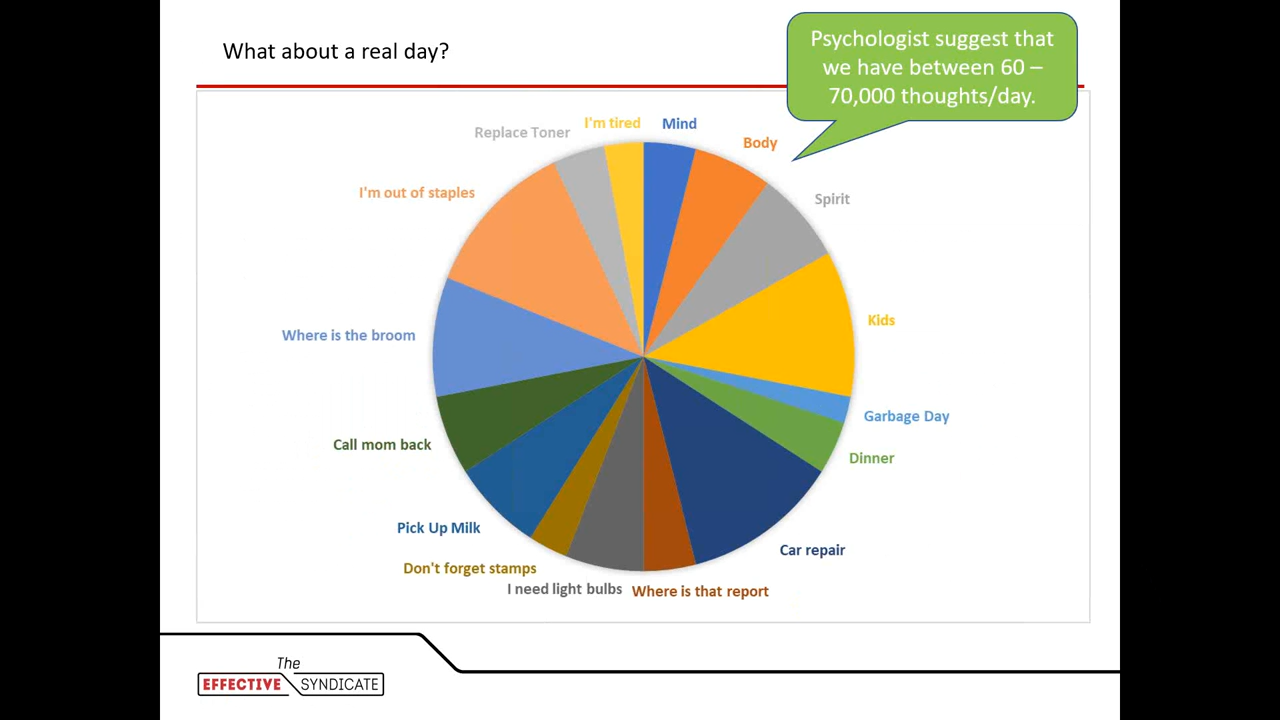 What about a real day?
Psychologist suggest that
we have between 60 –
70,000 thoughts/day.
I'm tired
Mind
Replace Toner
Body
I'm out of staples
Spirit
Kids
Where is the broom
Garbage Day
Call mom back
Dinner
Pick Up Milk
Car repair
Don't forget stamps
I need light bulbs
Where is that report
The
EFFECTIVE SYNDICATE